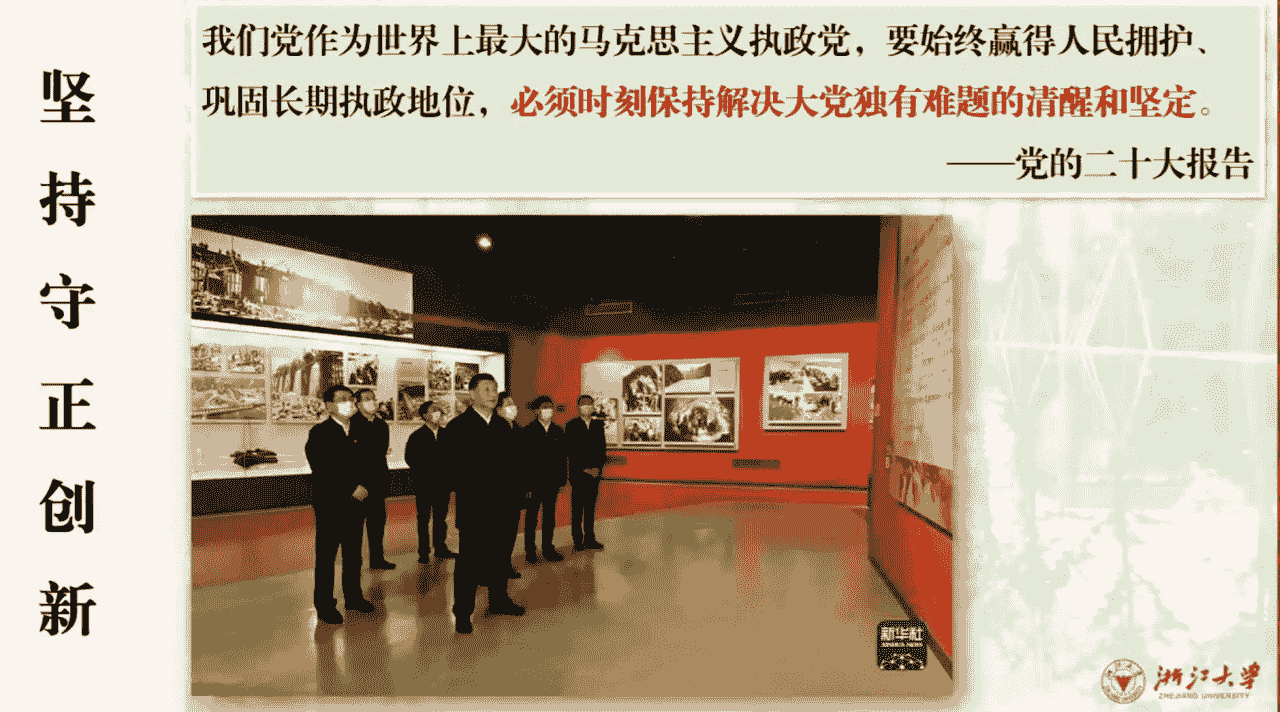 坚持守正创新
我们党作为世界上最大的马克思主义执政党，要始终赢得人民拥护、
巩固长期执政地位，必须时刻保持解决大党独有难题的清醒和坚定。
——党的二十大报告
新华社
XINHUA NEWS
浙江大学
ZHEJIANG UNIVERSITY